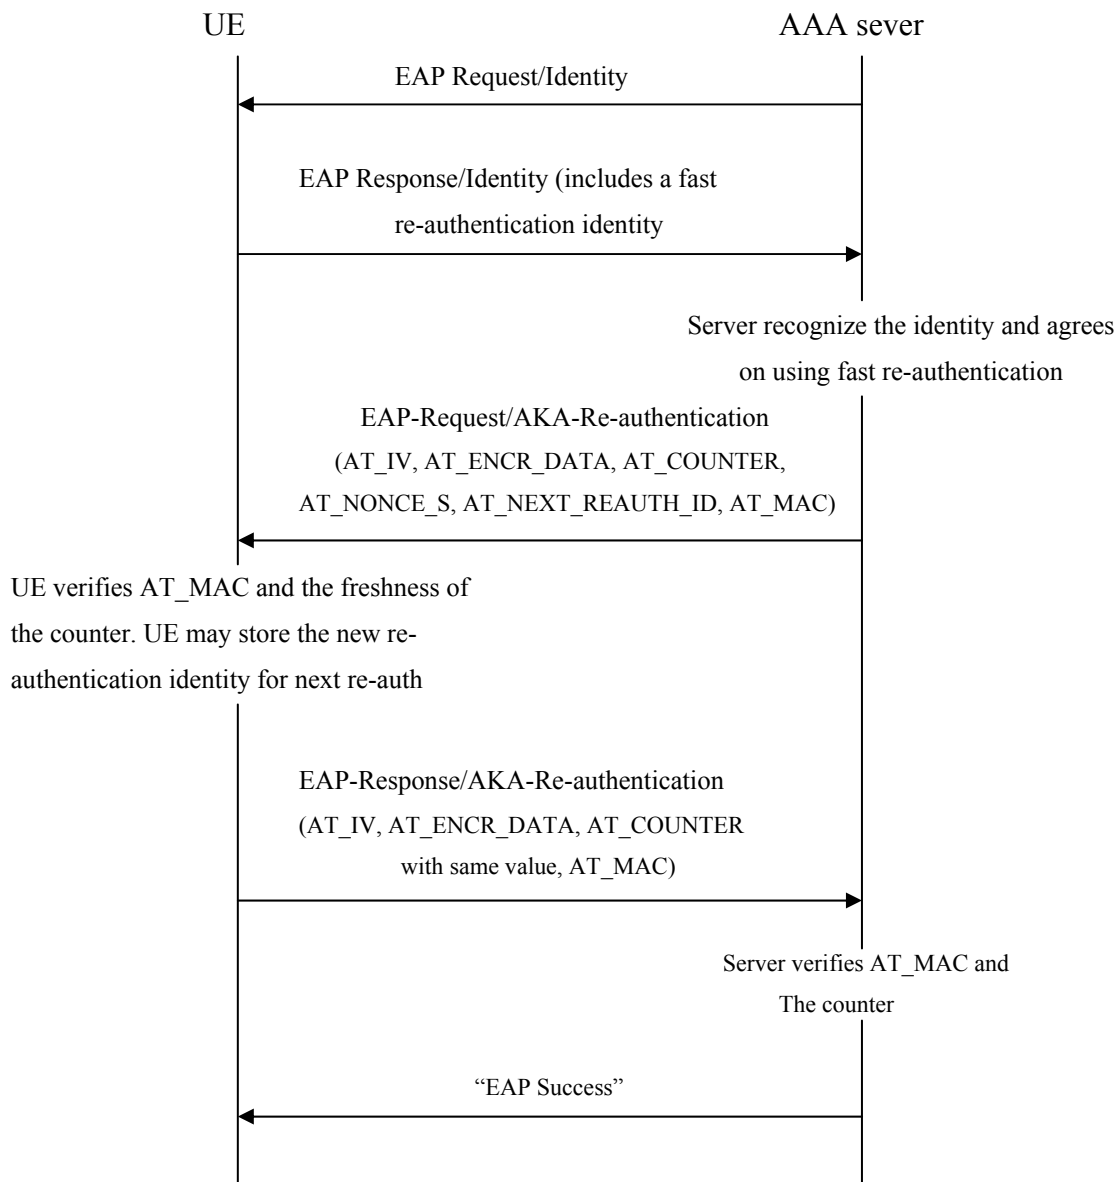 UE
AAA sever
EAP Request/Identity
EAP Response/Identity (includes a fast
re-authentication identity
Server recognize the identity and agrees
on using fast re-authentication
EAP-Request/AKA-Re-authentication
(AT_IV, AT_ENCR_DATA, AT_COUNTER,
AT_NONCE_S, AT_NEXT_REAUTH_ID, AT_MAC)
UE verifies AT_MAC and the freshness of
the counter. UE may store the new re-
authentication identity for next re-auth
EAP-Response/AKA-Re-authentication
(AT_IV, AT_ENCR_DATA, AT_COUNTER
with same value, AT_MAC)
Server verifies AT_MAC and
The counter
“EAP Success”